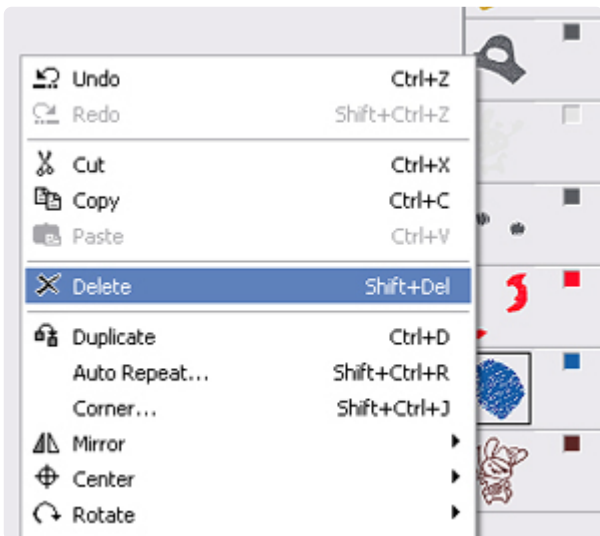 Undo Ctrl+Z
Redo Shift+Ctrl+Z
Cut Ctrl+X
Copy Ctrl+C
Paste Ctrl+V
Delete Shift+Del
Duplicate Ctrl+D
Auto Repeat... Shift+Ctrl+R
Corner... Shift+Ctrl+J
Mirror
Center
Rotate